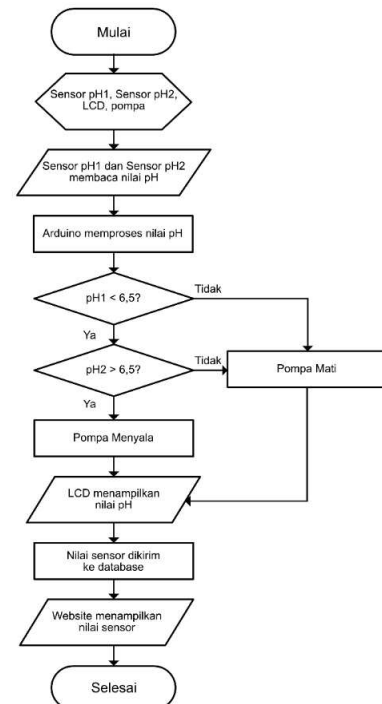 Mulai
Sensor pH1, Sensor pH2,
LCD, pompa
Sensor pH1 dan Sensor pH2
membaca nilai pH
Arduino memproses nilai pH
pH1 < 6,5?
Tidak
Ya
pH2 > 6,5?
Tidak
Pompa Mati
Ya
Pompa Menyala
LCD menampilkan
nilai pH
Nilai sensor dikirim
ke database
Website menampilkan
nilai sensor
Selesai